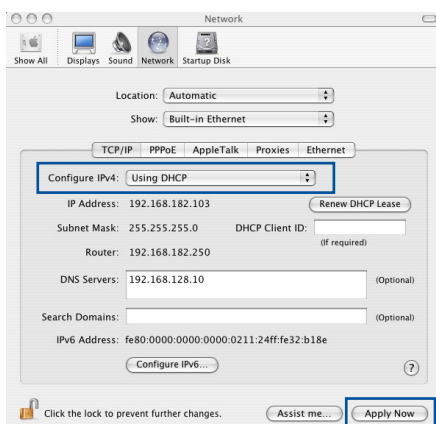 Network
Show All Displays Sound Network Startup Disk
Location: Automatic
Show: Built-in Ethernet
TCP/IP PPPoE AppleTalk Proxies Ethernet
Configure IPv4: Using DHCP
IP Address: 192.168.182.103 Renew DHCP Lease
Subnet Mask: 255.255.255.0 DHCP Client ID:
(If required)
Router: 192.168.182.250
DNS Servers: 192.168.128.10 (Optional)
Search Domains: (Optional)
IPv6 Address: fe80:0000:0000:0000:0211:24ff:fe32:b18e
Configure IPv6... ?
Click the lock to prevent further changes. Assist me... Apply Now